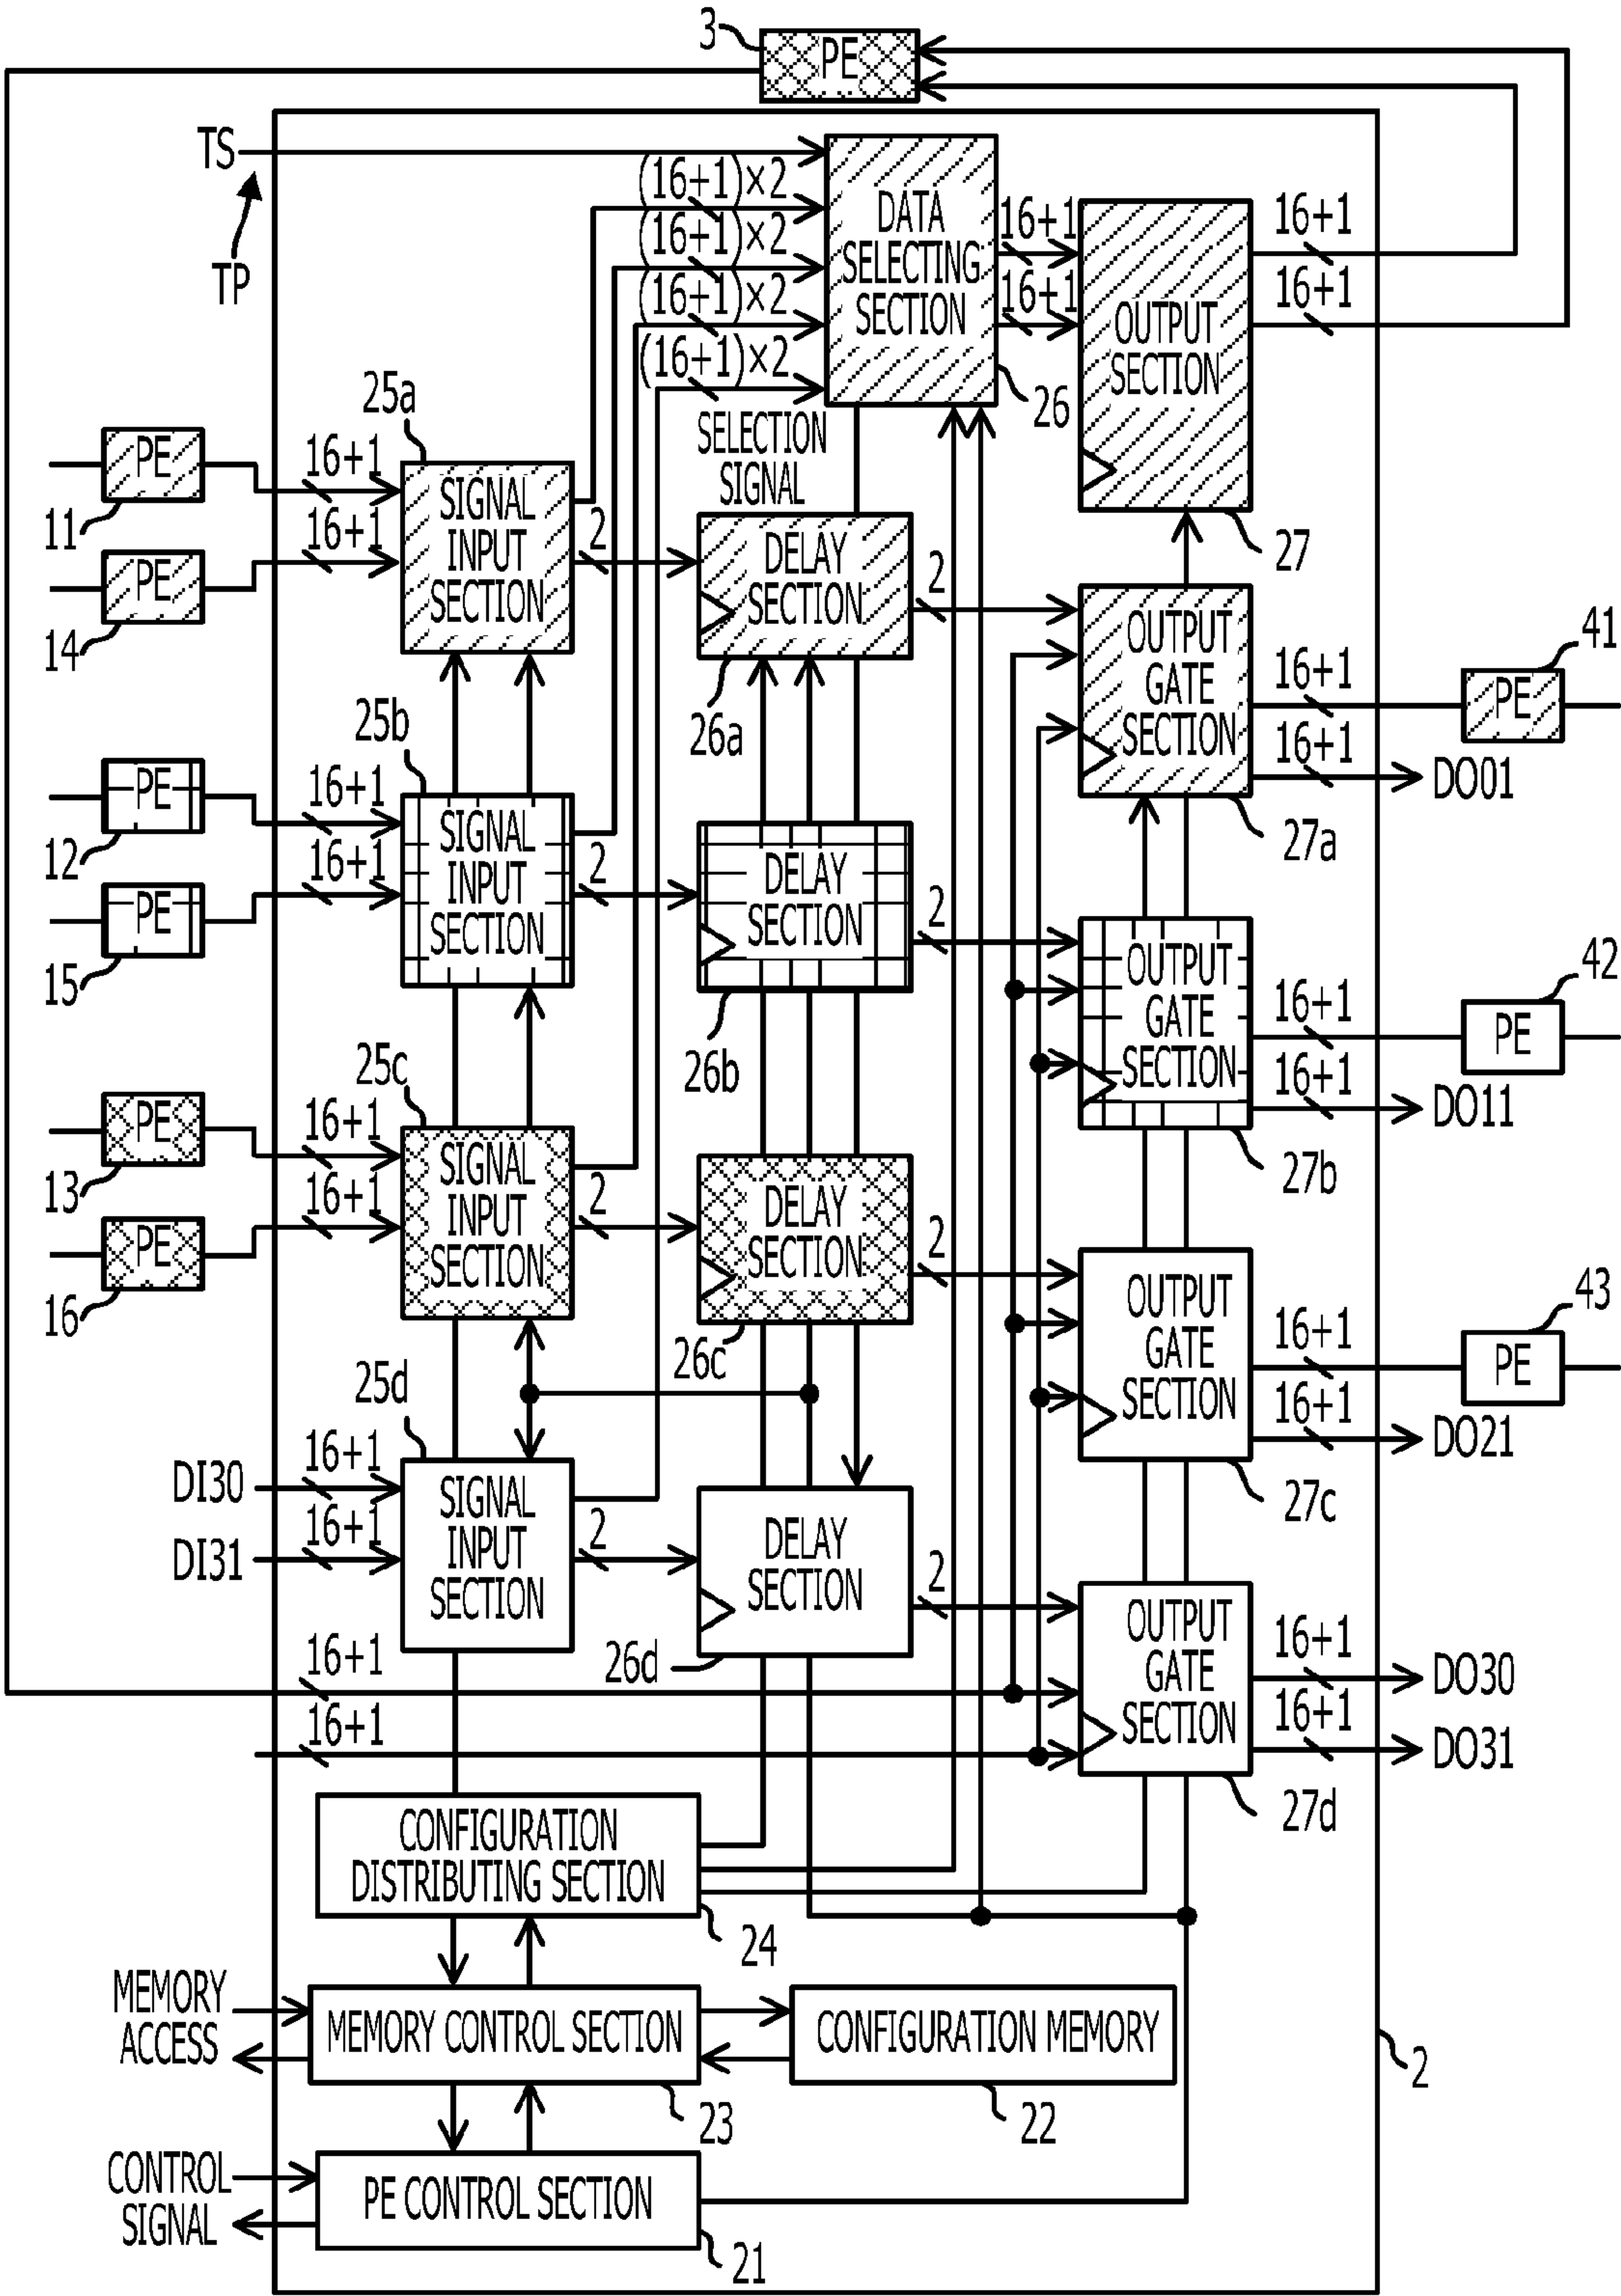 3
PE
TS
TP
(16+1)×2
(16+1)×2
(16+1)×2
(16+1)×2
DATA
SELECTING
SECTION
26
16+1
16+1
OUTPUT
SECTION
27
16+1
16+1
SELECTION
SIGNAL
PE
11
PE
14
16+1
16+1
25a
SIGNAL
INPUT
SECTION
2
DELAY
SECTION
26a
2
OUTPUT
GATE
SECTION
27a
16+1
16+1
41
PE
DO01
PE
12
PE
15
16+1
16+1
25b
SIGNAL
INPUT
SECTION
2
DELAY
SECTION
26b
2
OUTPUT
GATE
SECTION
27b
16+1
16+1
42
PE
DO11
PE
13
PE
16
16+1
16+1
25c
SIGNAL
INPUT
SECTION
2
DELAY
SECTION
26c
2
OUTPUT
GATE
SECTION
27c
16+1
16+1
43
PE
DO21
DI30
DI31
16+1
16+1
25d
SIGNAL
INPUT
SECTION
2
DELAY
SECTION
26d
2
OUTPUT
GATE
SECTION
27d
16+1
16+1
DO30
DO31
16+1
16+1
CONFIGURATION
DISTRIBUTING SECTION
24
MEMORY
ACCESS
MEMORY CONTROL SECTION
23
CONFIGURATION MEMORY
22
2
CONTROL
SIGNAL
PE CONTROL SECTION
21